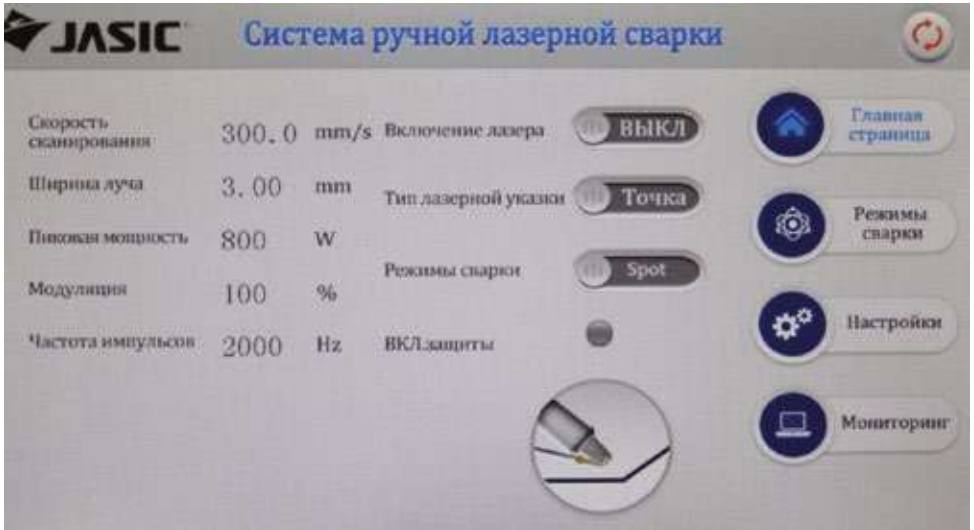 JASIC Система ручной лазерной сварки
Скорость
сканирования 300.0 mm/s
Ширина луча 3.00 mm
Пиковая мощность 800 W
Модуляция 100 %
Частота импульсов 2000 Hz
Включение лазера ВЫКЛ
Тип лазерной указки Точка
Режимы сварки Spot
ВКЛ.защиты
Главная
страница
Режимы
сварки
Настройки
Мониторинг